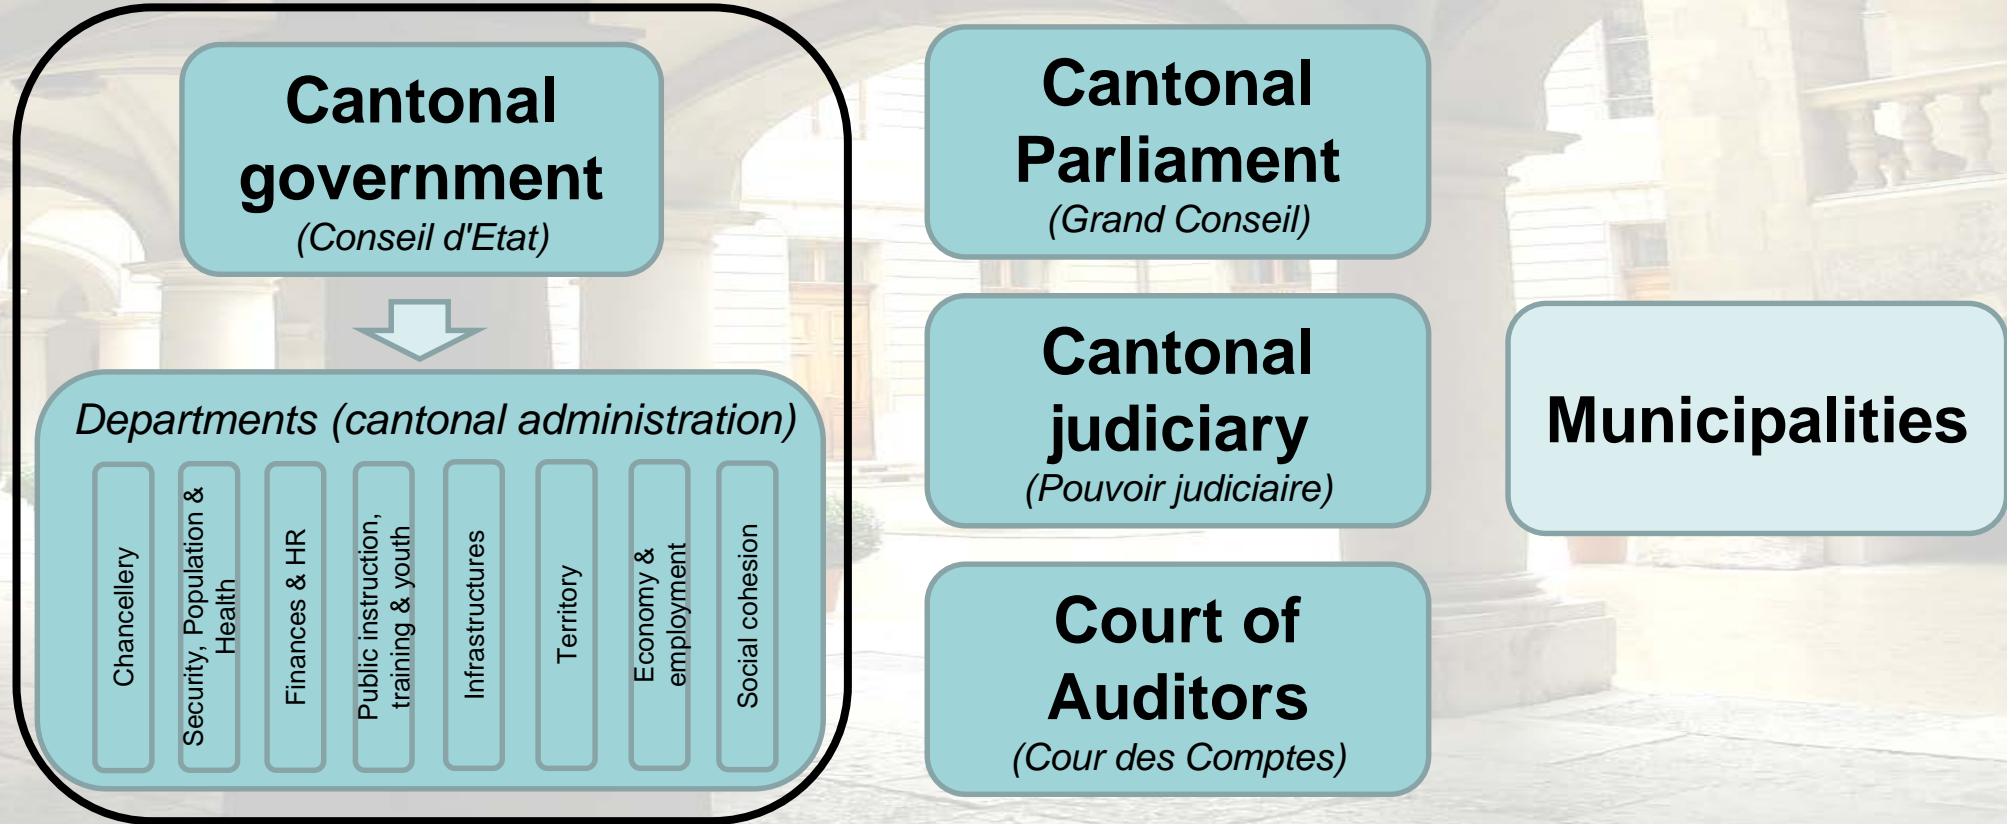 Cantonal
government
(Conseil d'Etat)
Departments (cantonal administration)
Chancellery
Security, Population &
Health
Finances & HR
Public instruction,
training & youth
Infrastructures
Territory
Economy &
employment
Social cohesion
Cantonal
Parliament
(Grand Conseil)
Cantonal
judiciary
(Pouvoir judiciaire)
Court of
Auditors
(Cour des Comptes)
Municipalities